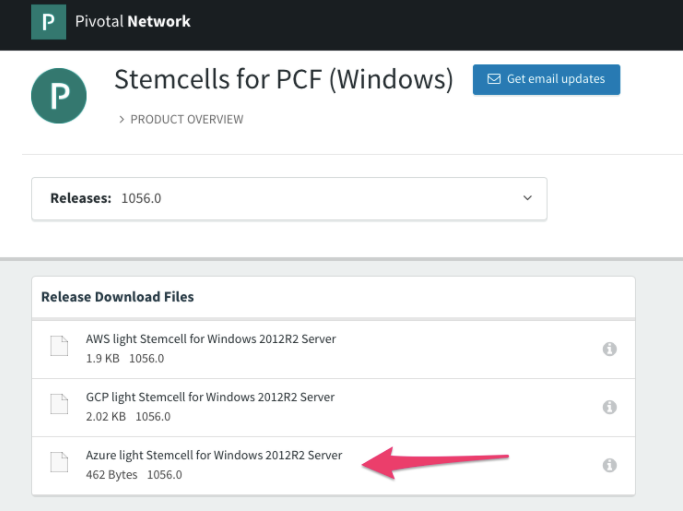 P Pivotal Network
P Stemcells for PCF (Windows) Get email updates
> PRODUCT OVERVIEW
Releases: 1056.0
Release Download Files
AWS light Stemcell for Windows 2012R2 Server
1.9 KB 1056.0
GCP light Stemcell for Windows 2012R2 Server
2.02 KB 1056.0
Azure light Stemcell for Windows 2012R2 Server
462 Bytes 1056.0